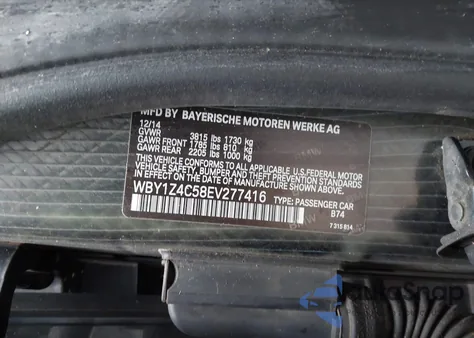 MFD BY BAYERISCHE MOTOREN WERKE AG
12/14
GVWR 3815 lbs 1730 kg
GAWR FRONT 1785 lbs 810 kg
GAWR REAR 2205 lbs 1000 kg
THIS VEHICLE CONFORMS TO ALL APPLICABLE U.S.FEDERAL MOTOR
VEHICLE SAFETY, BUMPER, AND THEFT PREVENTION STANDARDS IN
EFFECT ON THE DATE OF MANUFACTURE SHOWN ABOVE.
WBY1Z4C58EV277416 TYPE: PASSENGER CAR
B74
7 315 814
AutoSnap